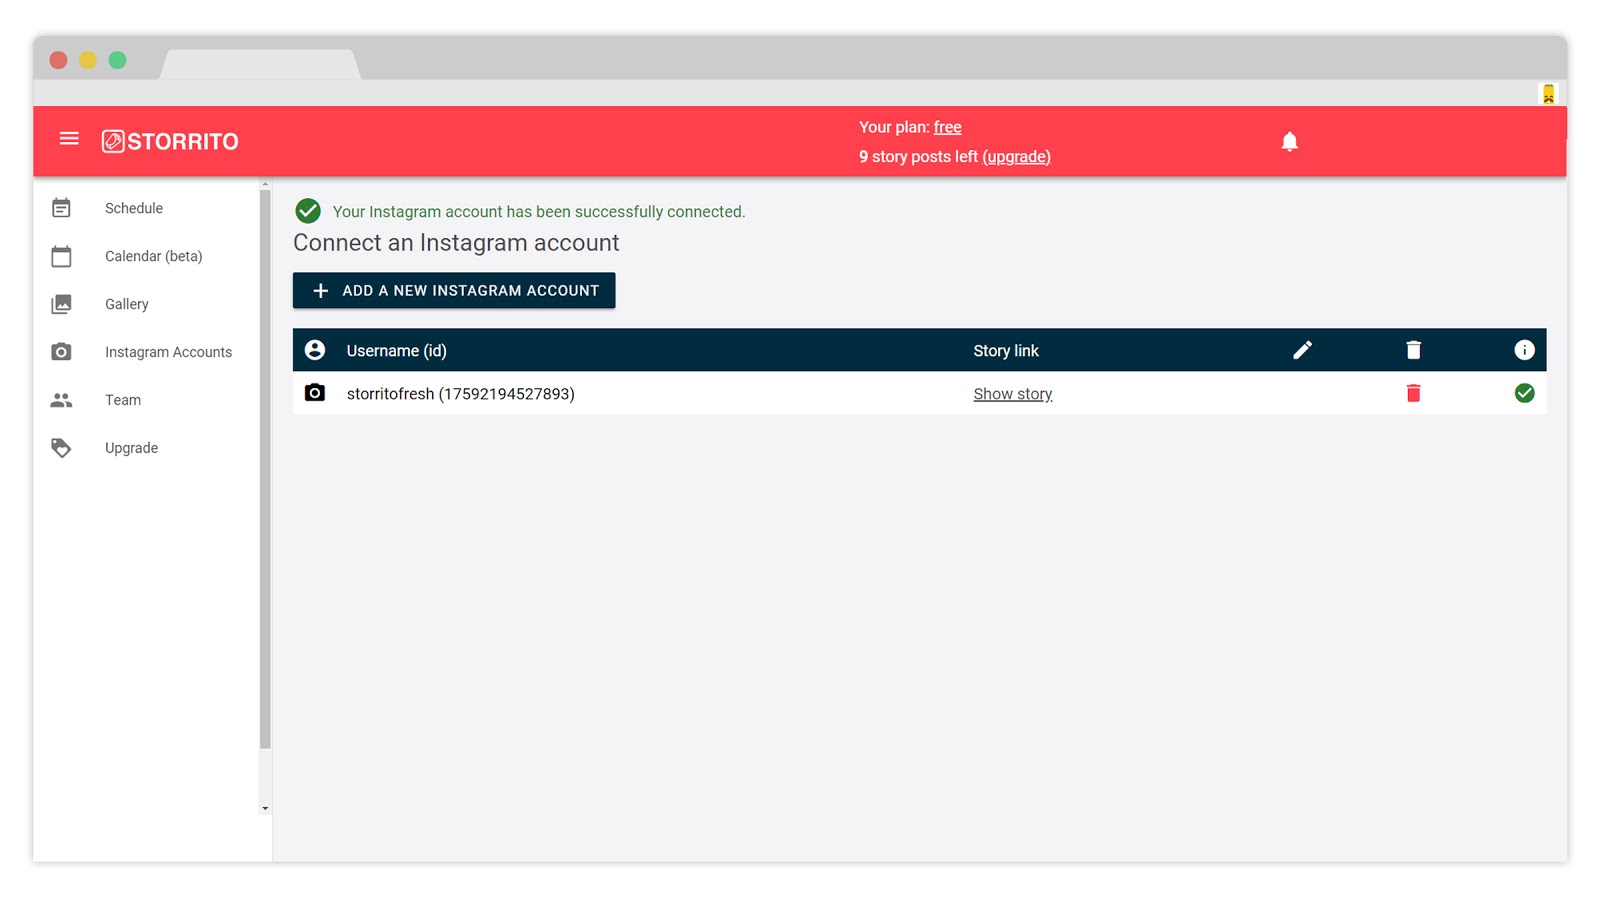 STORRITO
Your plan: free
9 story posts left (upgrade)
Schedule
Calendar (beta)
Gallery
Instagram Accounts
Team
Upgrade
Your Instagram account has been successfully connected.
Connect an Instagram account
ADD A NEW INSTAGRAM ACCOUNT
Username (id) Story link
storritofresh (17592194527893) Show story